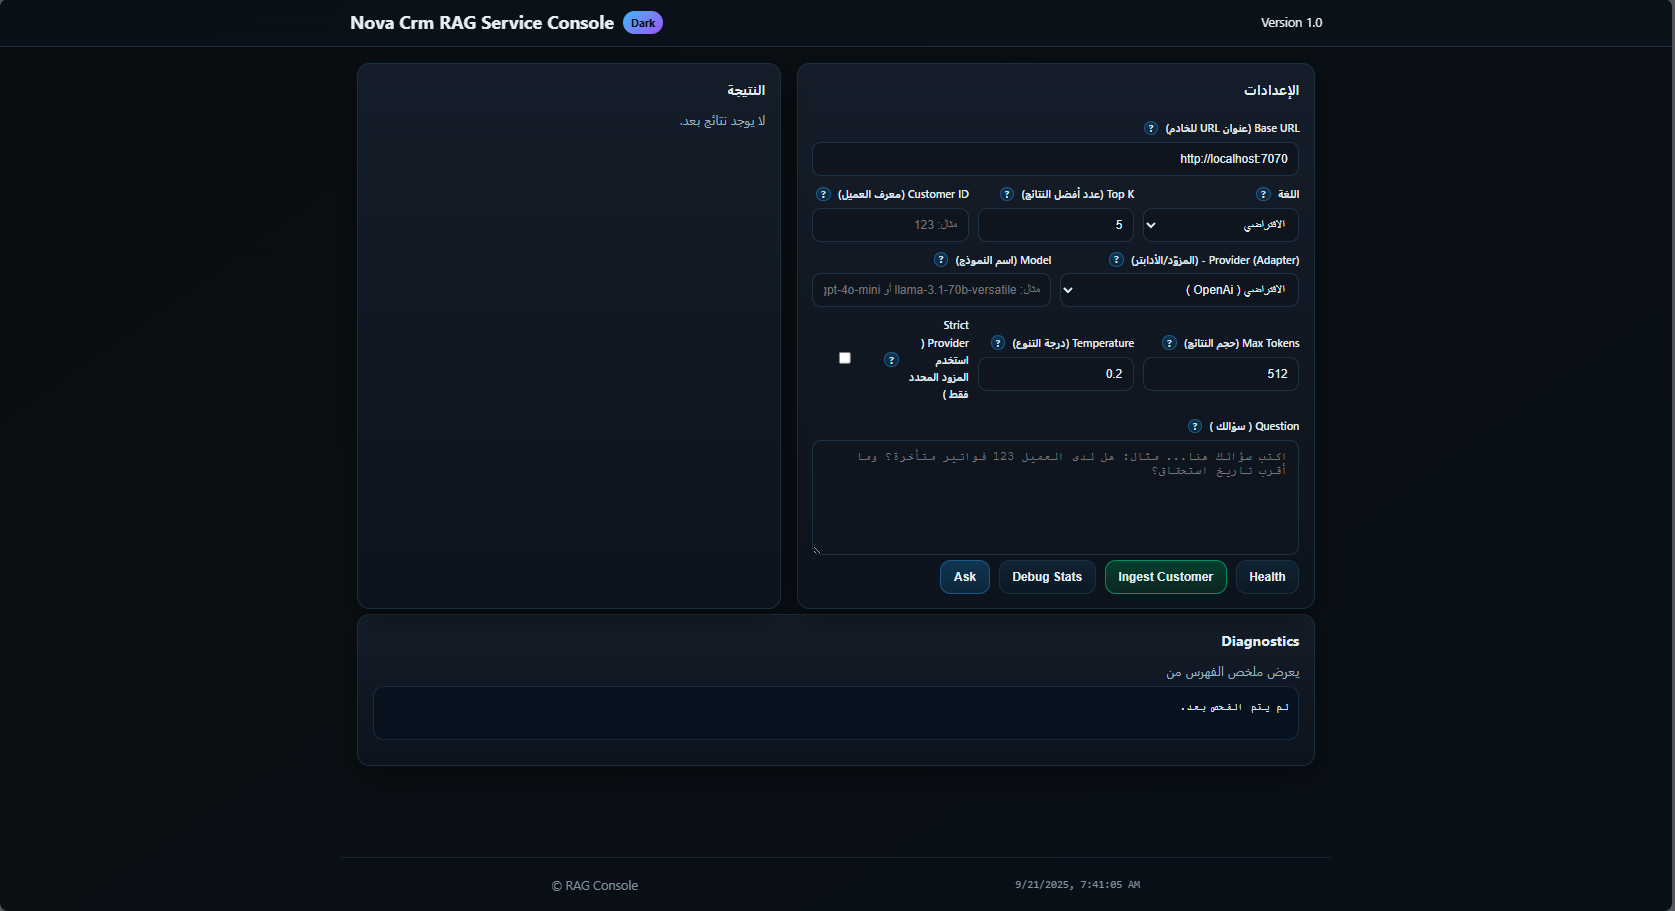 Nova Crm RAG Service Console
Dark
Version 1.0
الإعدادات
Base URL (عنوان URL للخادم) ?
http://localhost:7070
اللغة ?
Top K (عدد أفضل النتائج) ?
Customer ID (معرف العميل) ?
الافتراضي
5
مثال: 123
Provider (Adapter) - (المزوّد/الأدابتر) ?
Model (اسم النموذج) ?
الافتراضي ( OpenAi )
مثال: llama-3.1-70b-versatile أو gpt-4o-mini
Max Tokens (حجم النتائج) ?
Temperature (درجة التنوع) ?
Strict
Provider (
استخدم
المزود المحدد
فقط ) ?
512
0.2
Question ( سؤالك ) ?
اكتب سؤالك هنا... مثال: هل لدى العميل 123 فواتير متأخرة؟ وما
أقرب تاريخ استحقاق؟
Health
Ingest Customer
Debug Stats
Ask
النتيجة
لا يوجد نتائج بعد.
Diagnostics
يعرض ملخص الفهرس من
لم يتم الفحص بعد.
© RAG Console
9/21/2025, 7:41:05 AM